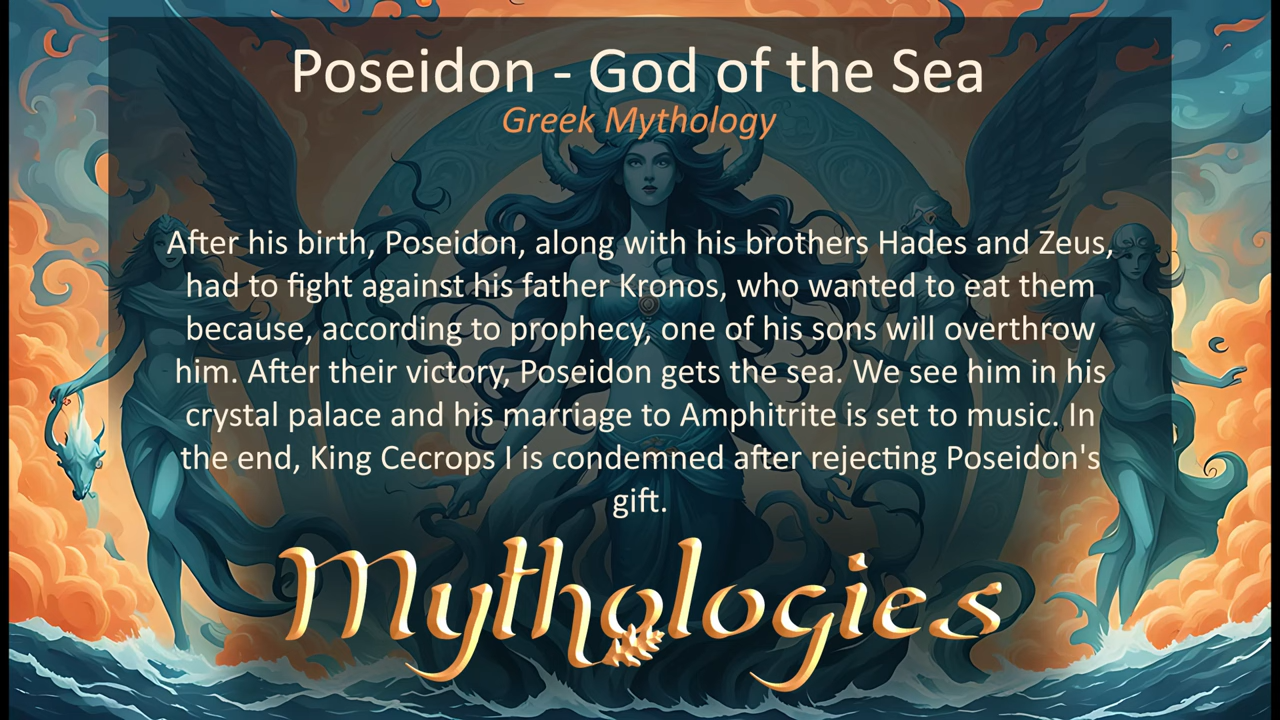 Poseidon - God of the Sea
Greek Mythology
After his birth, Poseidon, along with his brothers Hades and Zeus,
had to fight against his father Kronos, who wanted to eat them
because, according to prophecy, one of his sons will overthrow
him. After their victory, Poseidon gets the sea. We see him in his
crystal palace and his marriage to Amphitrite is set to music. In
the end, King Cecrops I is condemned after rejecting Poseidon's
gift.
Mythologies